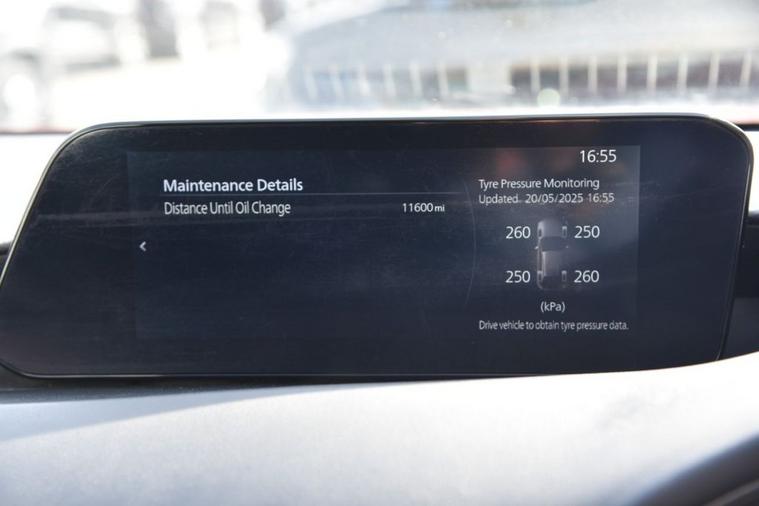 16:55
Maintenance Details
Distance Until Oil Change 11600 mi
Tyre Pressure Monitoring
Updated 20/05/2025 16:55
260 250
250 260
(kPa)
Drive vehicle to obtain tyre pressure data.